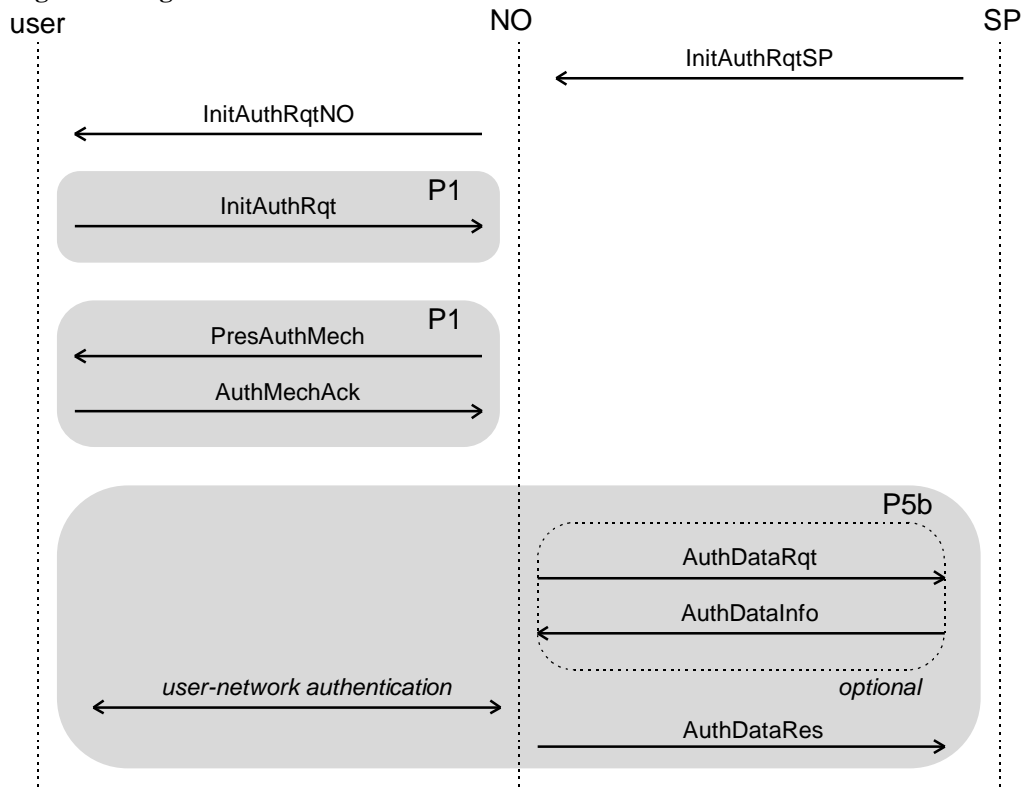 user
NO
SP
InitAuthRqtSP
InitAuthRqtNO
P1
InitAuthRqt
P1
PresAuthMech
AuthMechAck
P5b
AuthDataRqt
AuthDataInfo
user-network authentication
optional
AuthDataRes